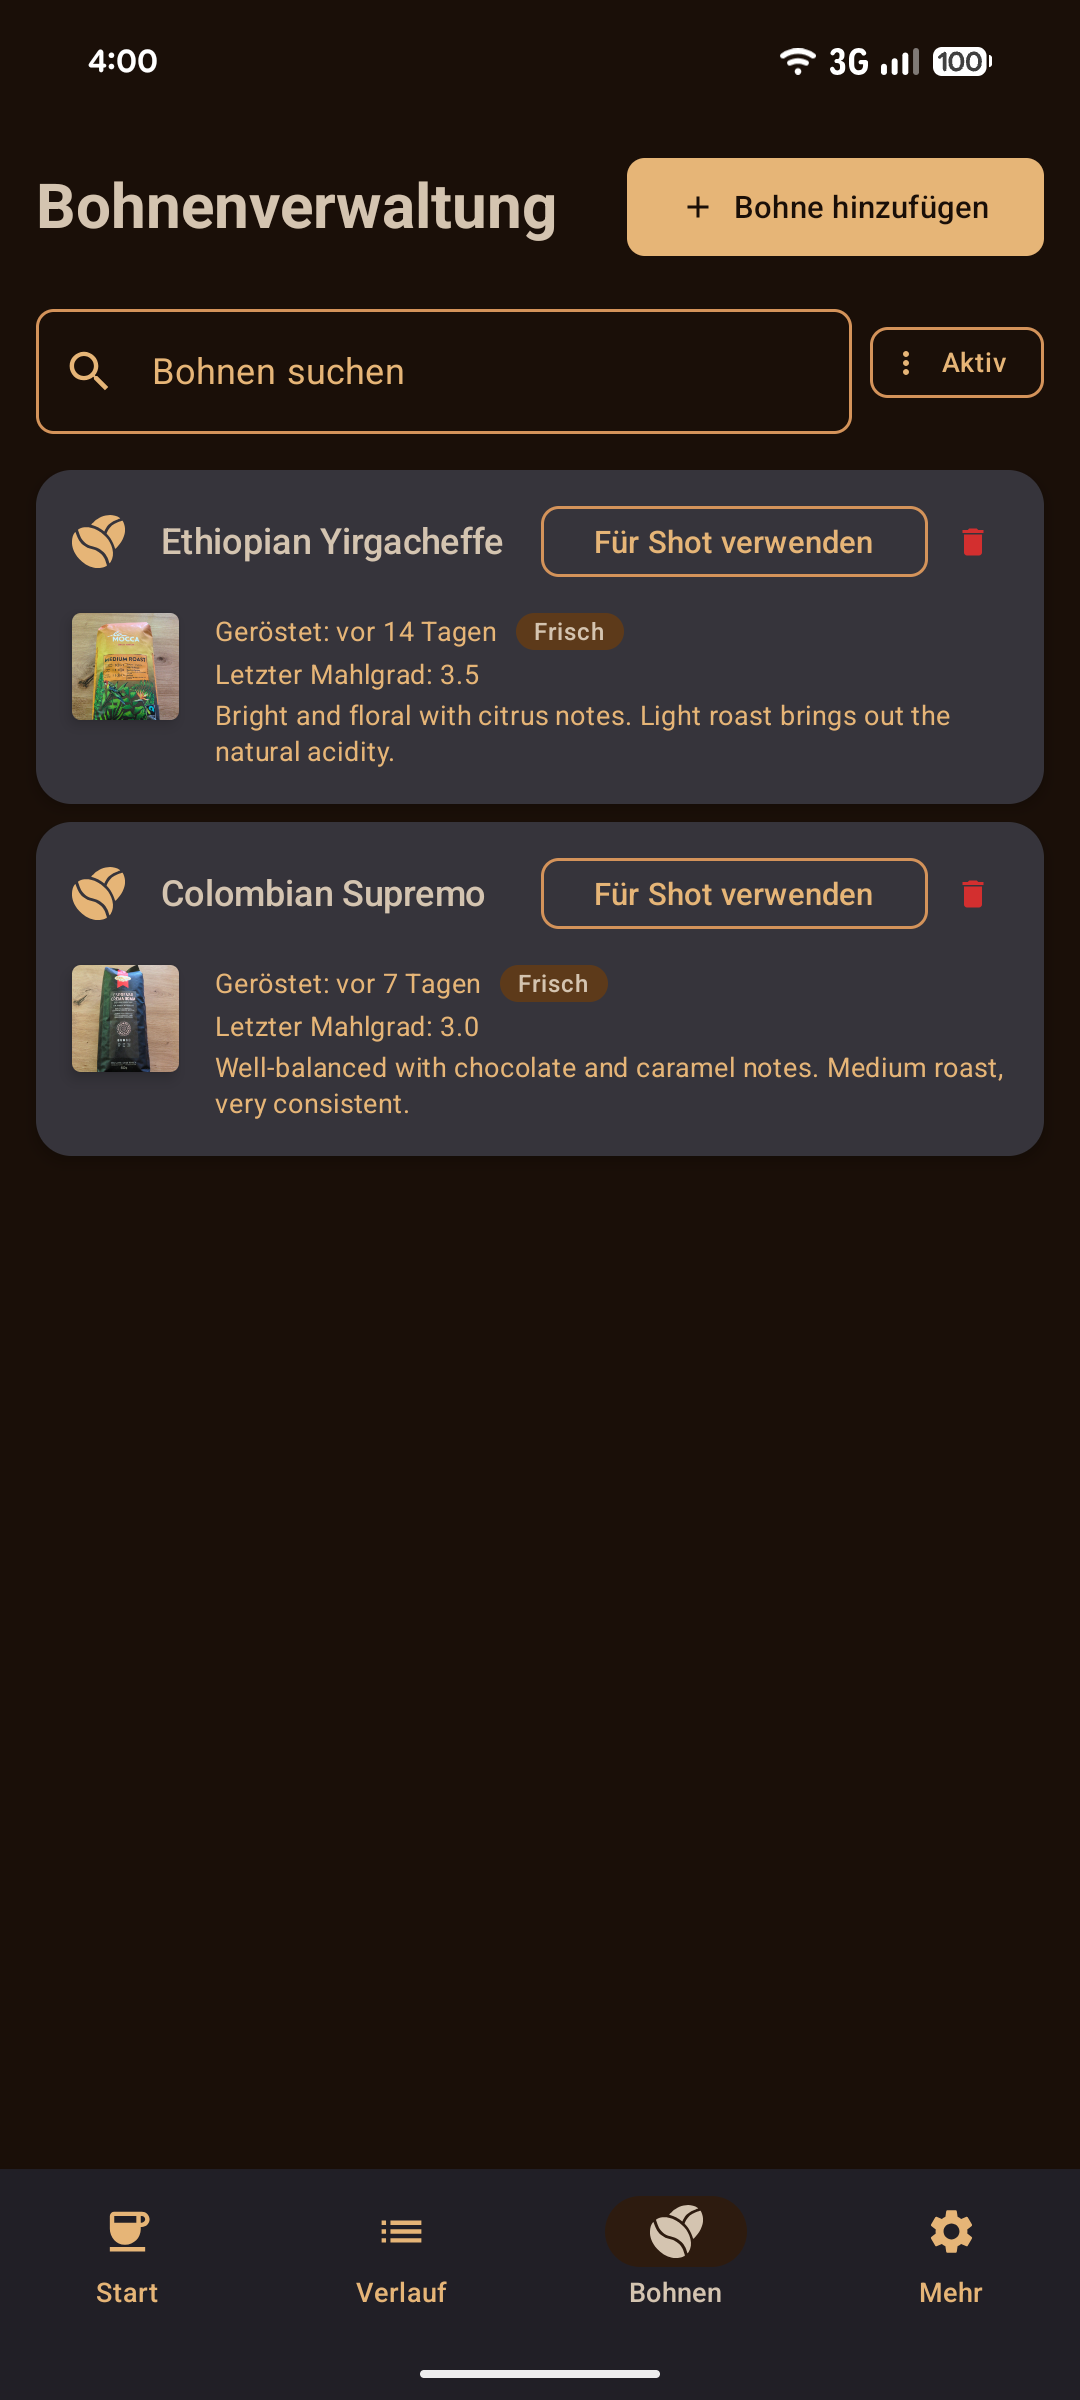 4:00
3G
100
Bohnenverwaltung
+ Bohne hinzufügen
Bohnen suchen
Aktiv
Ethiopian Yirgacheffe
Für Shot verwenden
MOCCA
MEDIUM ROAST
Geröstet: vor 14 Tagen
Frisch
Letzter Mahlgrad: 3.5
Bright and floral with citrus notes. Light roast brings out the
natural acidity.
Colombian Supremo
Für Shot verwenden
Geröstet: vor 7 Tagen
Frisch
Letzter Mahlgrad: 3.0
Well-balanced with chocolate and caramel notes. Medium roast,
very consistent.
Start
Verlauf
Bohnen
Mehr